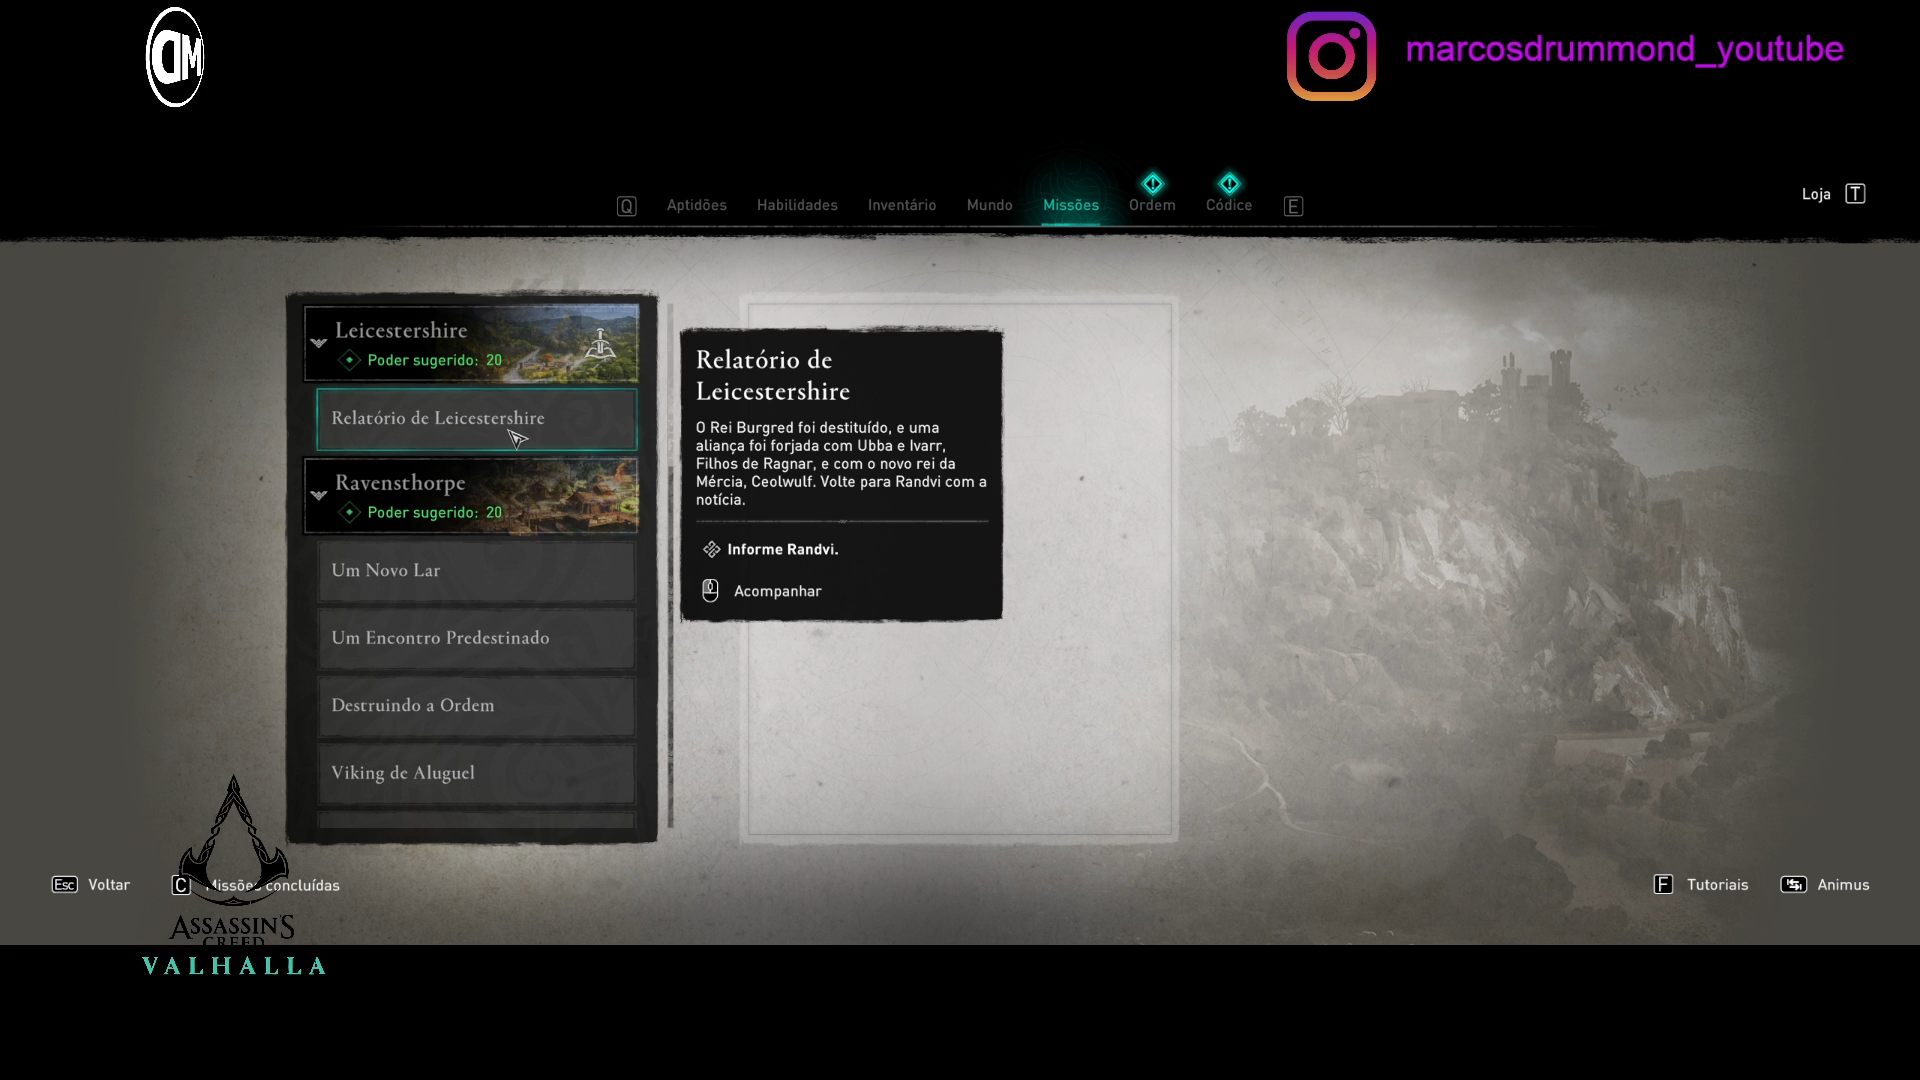 DM
marcosdrummond_youtube
Q Aptidões Habilidades Inventário Mundo Missões Ordem Códice E
Loja T
Leicestershire
Poder sugerido: 20
Relatório de Leicestershire
Ravensthorpe
Poder sugerido: 20
Um Novo Lar
Um Encontro Predestinado
Destruindo a Ordem
Viking de Aluguel
Relatório de
Leicestershire
O Rei Burgred foi destituído, e uma
aliança foi forjada com Ubba e Ivarr,
Filhos de Ragnar, e com o novo rei da
Mércia, Ceolwulf. Volte para Randvi com a
notícia.
Informe Randvi.
Acompanhar
Esc Voltar C Missões concluídas
F Tutoriais Animus
ASSASSIN'S
CREED
VALHALLA